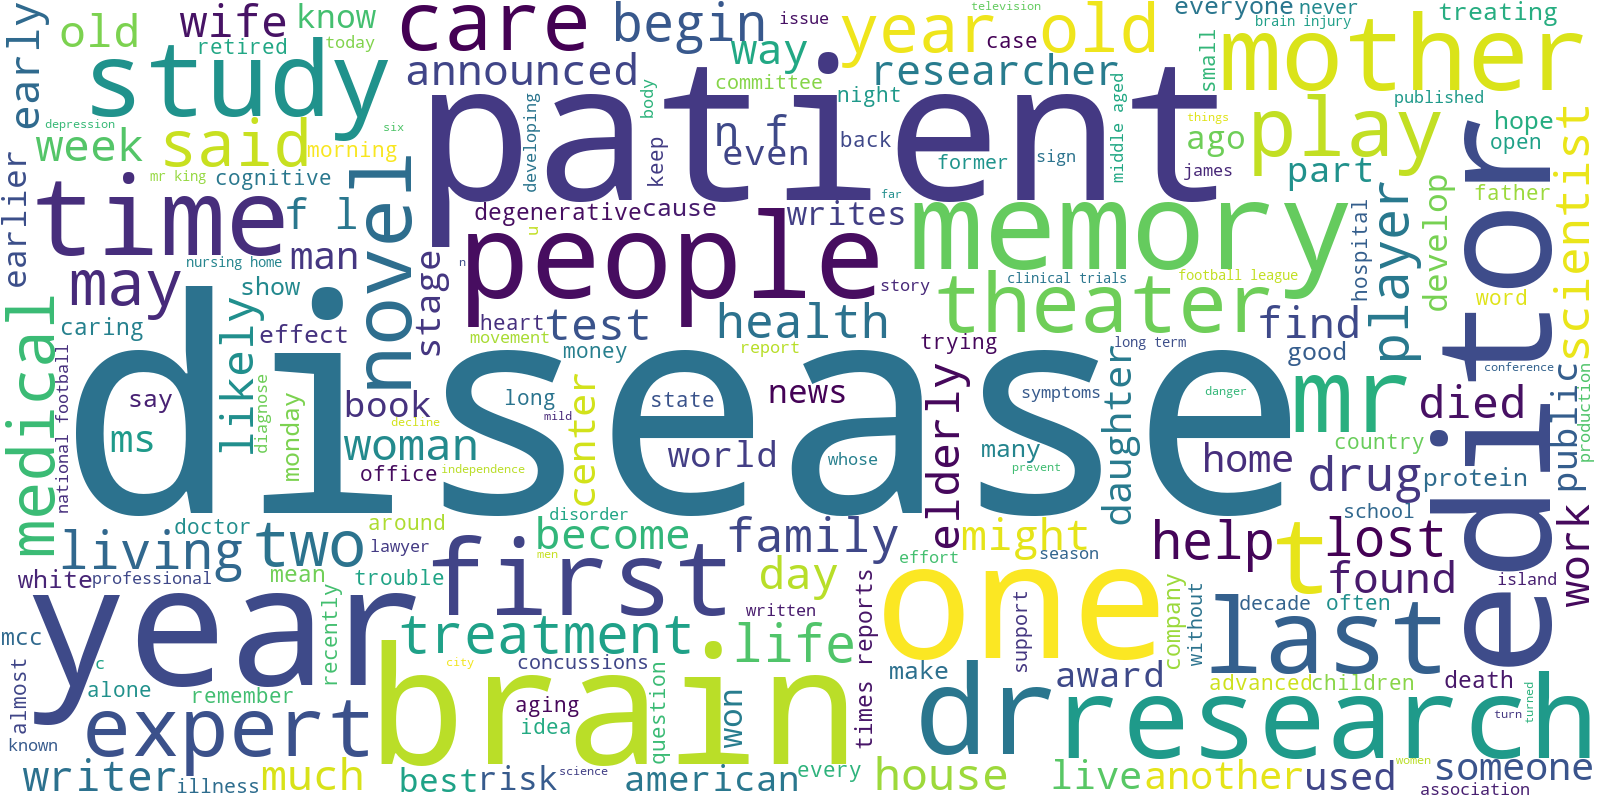 early
old
wife
retired
know
today
care
begin
issue
television
year old
case
everyone
never
brain injury
treating
mother
study
announced
way
researcher
small
committee
published
depression
six
week
said
morning
patient
developing
body
night
n f
even
keep
back
former
sign
middle aged
things
ago
play
hope
open
james
part
scientist
editor
mr king
cognitive
novel
earlier
time
f l
degenerative
cause
writes
far
memory
player
develop
father
u
people
man
stage
nursing home
n
story
clinical trials
football league
hospital
theater
word
may
show
likely
medical
caring
effect
heart
test
movement
health
report
trying
find
long term
good
money
disease
national football
diagnose
monday
say
ms
book
woman
office
center
long
mild
decline
independence
state
news
world
whose
many
symptoms
prevent
elderly
daughter
danger
mr
home
died
country
drug
protein
conference
public
production
work
living
doctor
two
around
lawyer
disorder
become
men
family
might
season
help
t
school
lost
found
island
white
professional
mean
trouble
first
day
one
effort
year
recently
mcc
treatment
written
life
times reports
make
support
company
without
decade
often
last
almost
c
alone
remember
city
concussions
question
won
aging
idea
dr
award
advanced
children
death
research
turn
turned
known
expert
brain
writer
illness
much
best
risk
science
american
every
house
live
another
used
women
someone
association